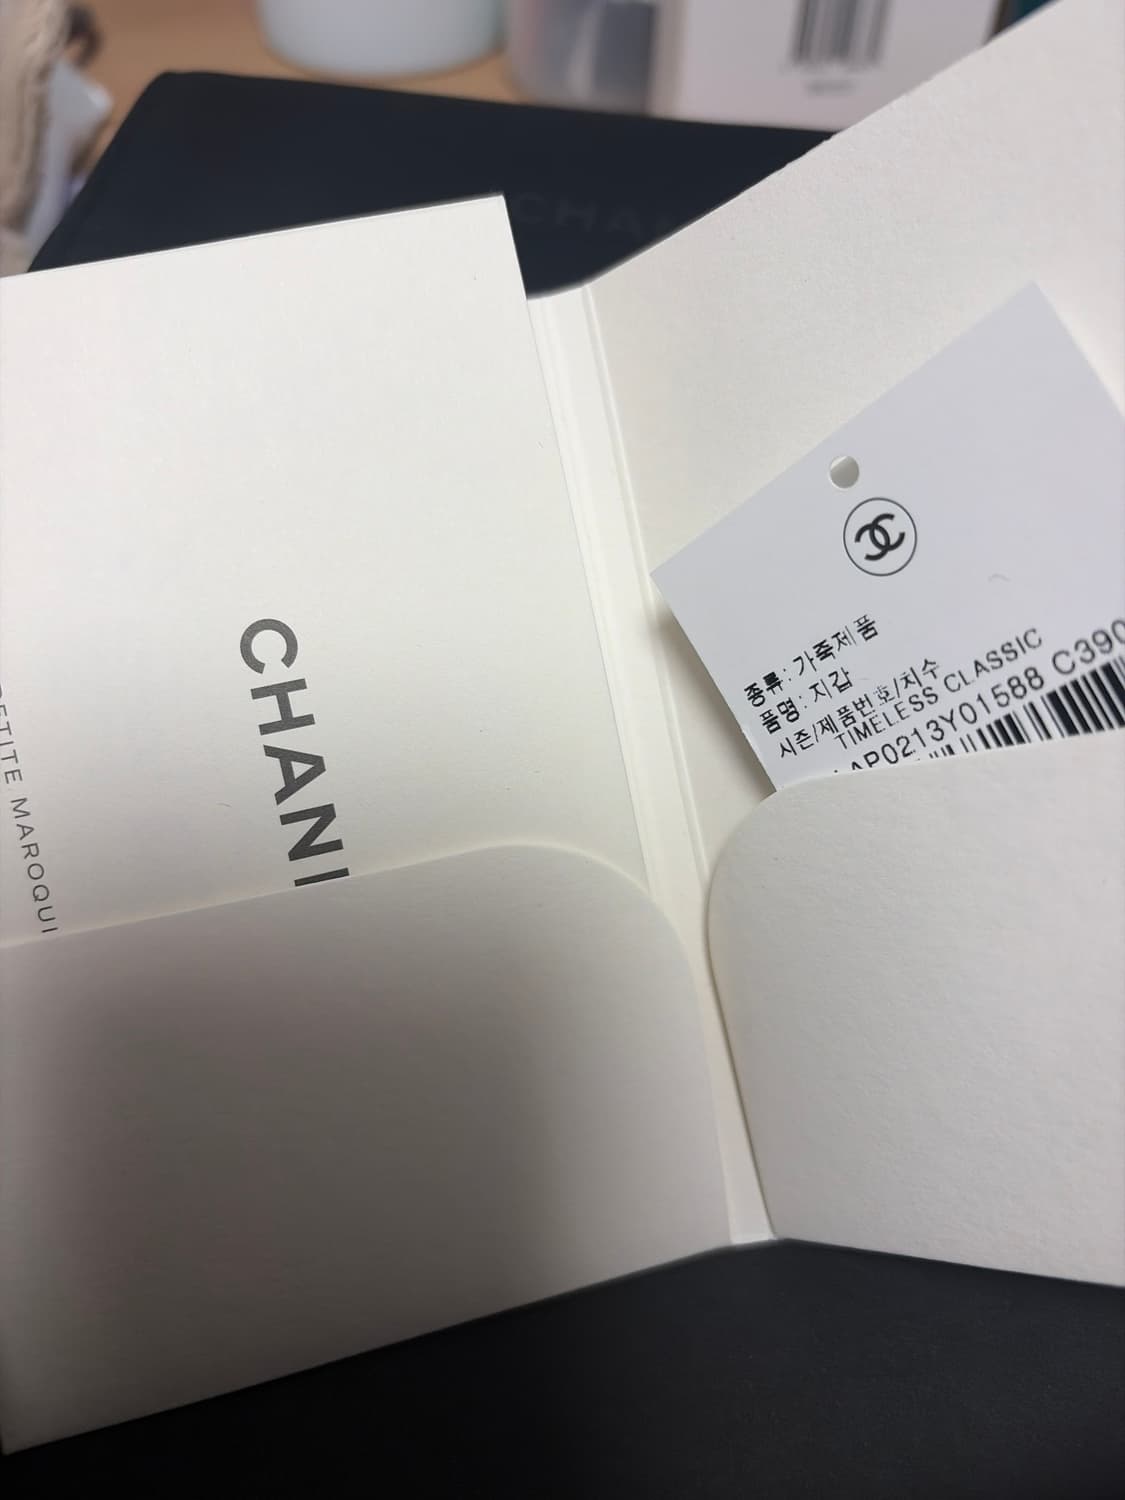 CHA
CHAN
PETITE MAROQUI
종류: 가죽제품
품명: 지갑
시즌/제품번호/치수
TIMELESS CLASSIC
AP0213Y01588 C390